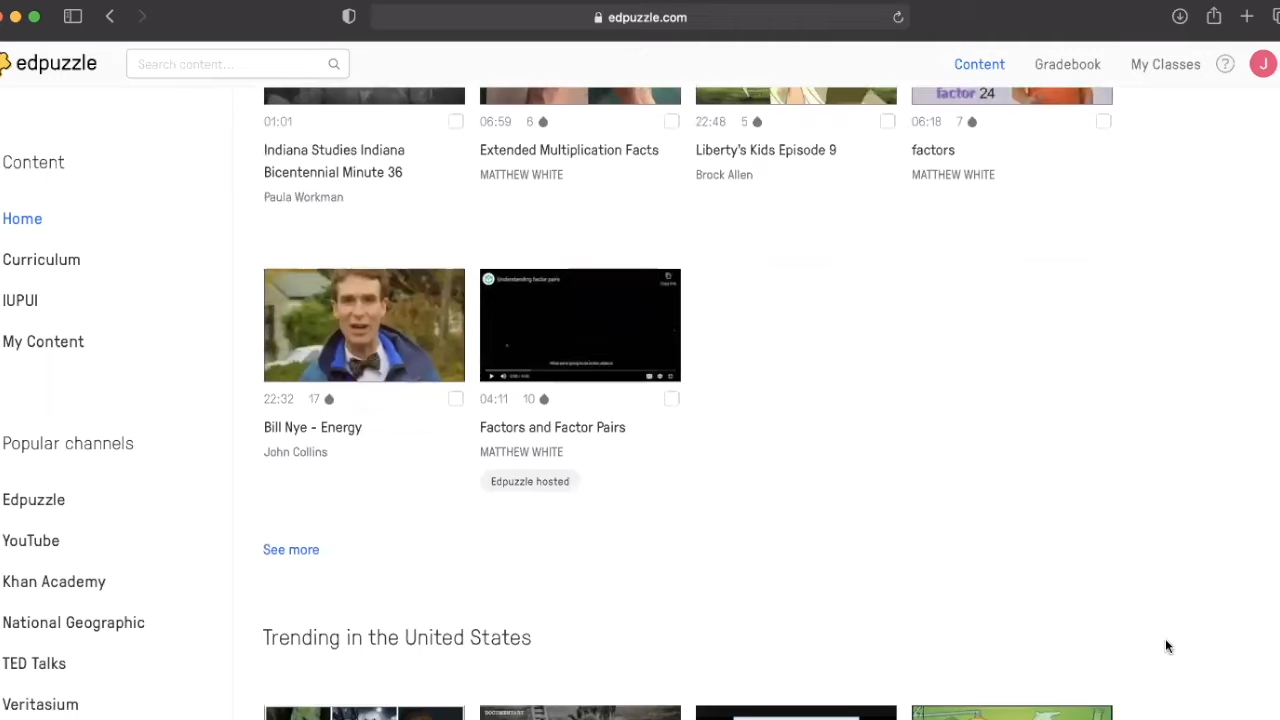 edpuzzle.com
edpuzzle
Search content...
Content
Gradebook
My Classes
?
J
Content
Home
Curriculum
IUPUI
My Content
Popular channels
Edpuzzle
YouTube
Khan Academy
National Geographic
TED Talks
Veritasium
factor 24
01:01
06:59 6
22:48 5
06:18 7
Indiana Studies Indiana
Bicentennial Minute 36
Paula Workman
Extended Multiplication Facts
MATTHEW WHITE
Liberty's Kids Episode 9
Brock Allen
factors
MATTHEW WHITE
Understanding factor pairs
22:32 17
Bill Nye - Energy
John Collins
04:11 10
Factors and Factor Pairs
MATTHEW WHITE
Edpuzzle hosted
See more
Trending in the United States
DOCUMENTARY